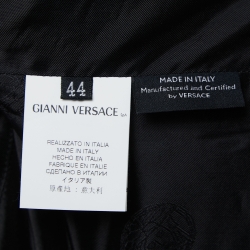 44
GIANNI VERSACE
REALIZZATO IN ITALIA
MADE IN ITALY
HECHO EN ITALIA
FABRIQUE EN ITALIE
СДЕЛАНО В ИТАЛИИ
イタリア製
原產地 : 意大利
MADE IN ITALY
Manufactured and Certified
by VERSACE